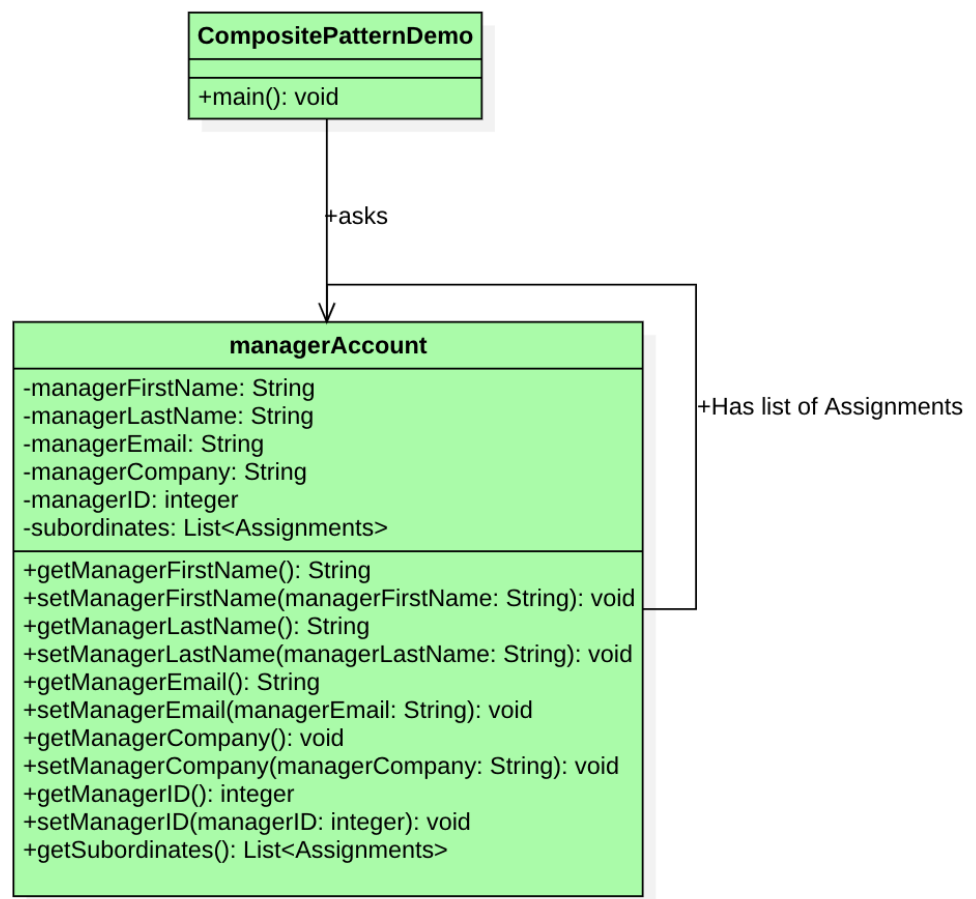 CompositePatternDemo
+main(): void
+asks
managerAccount
-managerFirstName: String
-managerLastName: String
-managerEmail: String
-managerCompany: String
-managerID: integer
-subordinates: List<Assignments>
+Has list of Assignments
+getManagerFirstName(): String
+setManagerFirstName(managerFirstName: String): void
+getManagerLastName(): String
+setManagerLastName(managerLastName: String): void
+getManagerEmail(): String
+setManagerEmail(managerEmail: String): void
+getManagerCompany(): void
+setManagerCompany(managerCompany: String): void
+getManagerID(): integer
+setManagerID(managerID: integer): void
+getSubordinates(): List<Assignments>